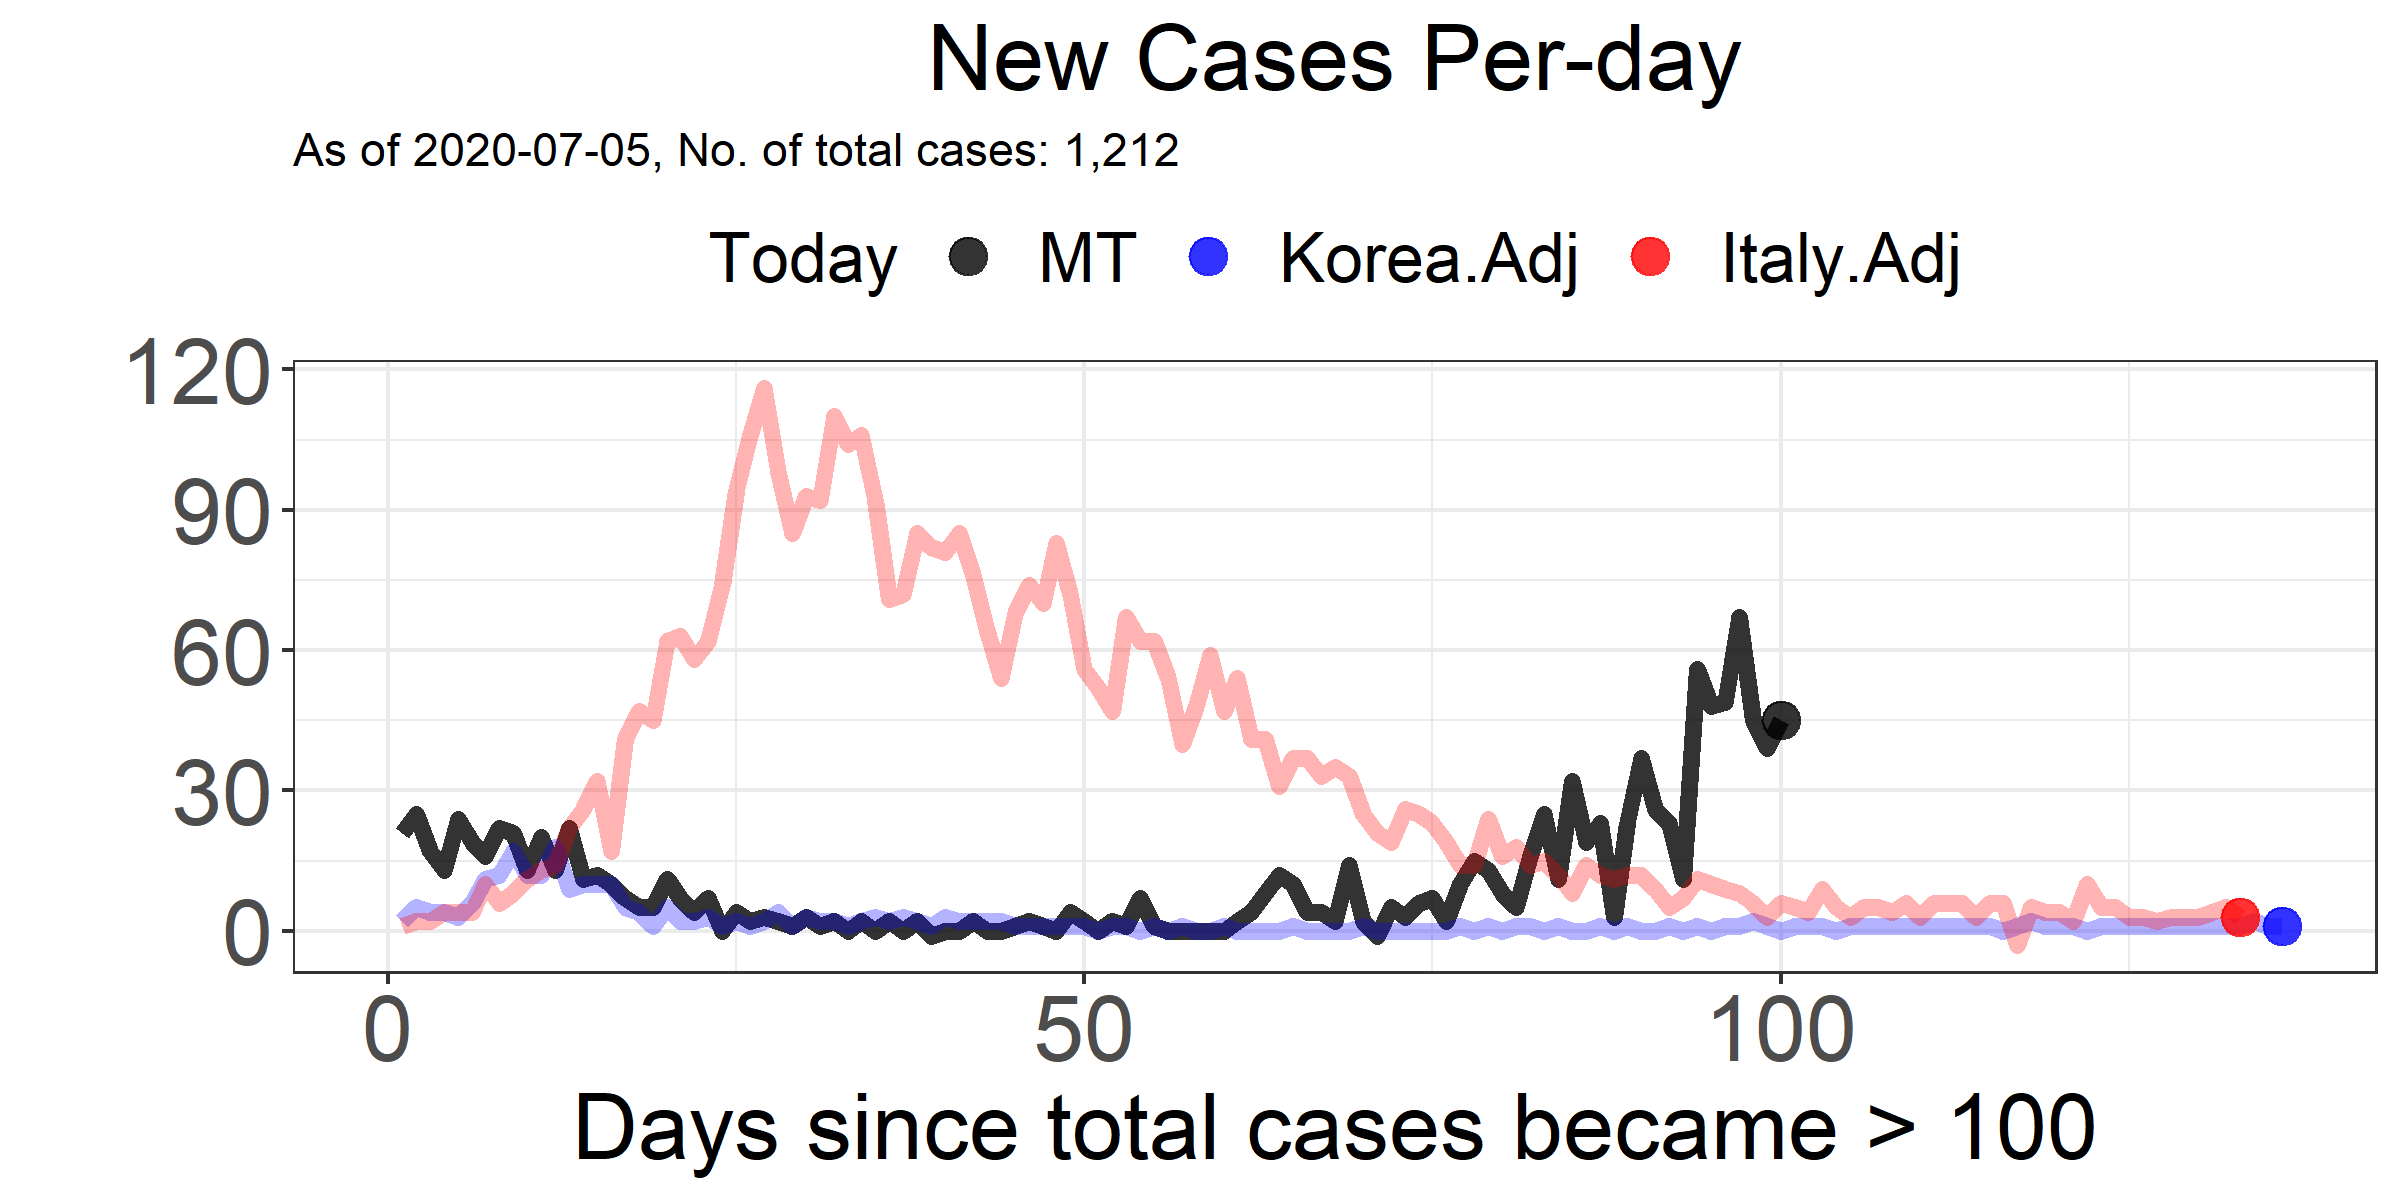 New Cases Per-day
As of 2020-07-05, No. of total cases: 1,212
Today MT Korea.Adj Italy.Adj
120
90
60
30
0
0 50 100
Days since total cases became > 100